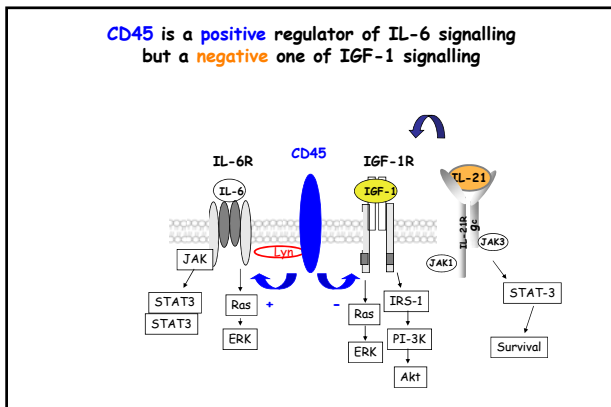 CD45 is a positive regulator of IL-6 signalling
but a negative one of IGF-1 signalling
IL-6R
CD45
IGF-1R
IL-6
IGF-1
IL-21
IL-21R
gc
JAK
Lyn
JAK1
JAK3
STAT3
STAT3
Ras
ERK
+
-
Ras
ERK
IRS-1
PI-3K
Akt
STAT-3
Survival